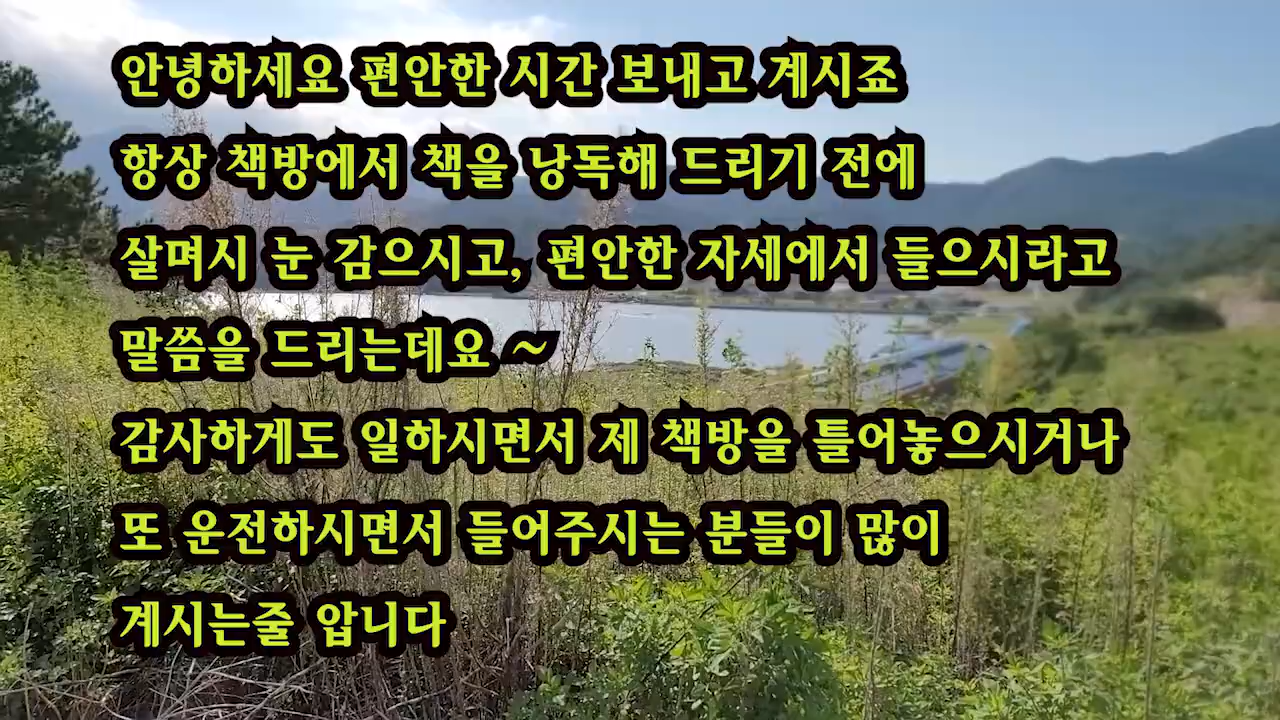 안녕하세요 편안한 시간 보내고 계시죠
항상 책방에서 책을 낭독해 드리기 전에
살며시 눈 감으시고, 편안한 자세에서 들으시라고
말씀을 드리는데요 ~
감사하게도 일하시면서 제 책방을 틀어놓으시거나
또 운전하시면서 들어주시는 분들이 많이
계시는줄 압니다